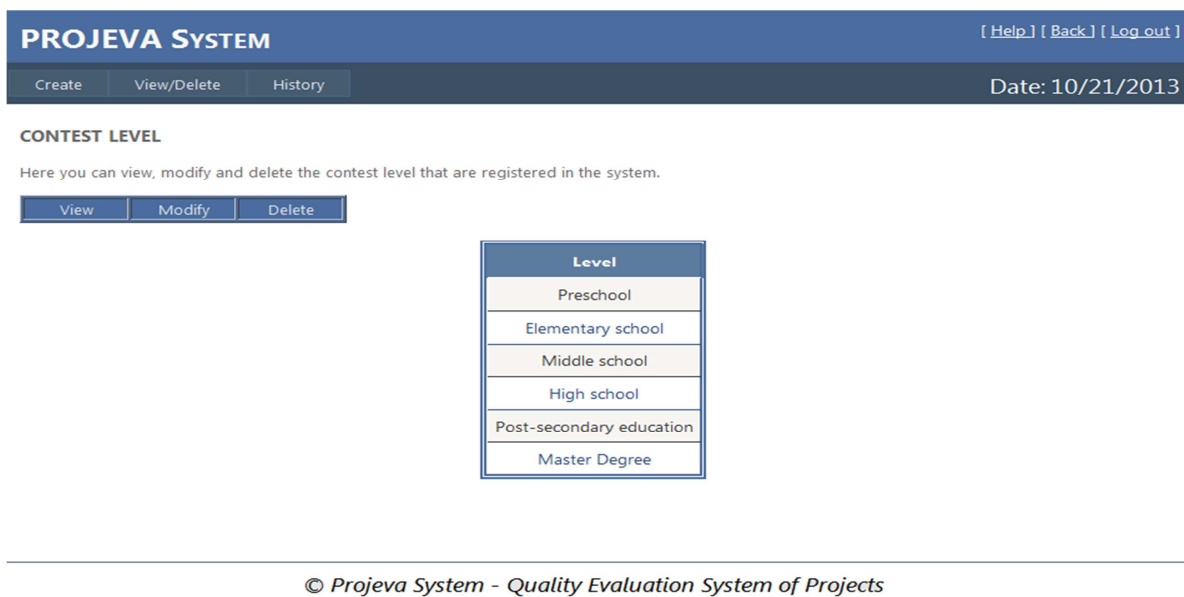 PROJEVA SYSTEM
[ Help ] [ Back ] [ Log out ]
Create View/Delete History
Date: 10/21/2013
CONTEST LEVEL
Here you can view, modify and delete the contest level that are registered in the system.
View Modify Delete
Level
Preschool
Elementary school
Middle school
High school
Post-secondary education
Master Degree
© Projeva System - Quality Evaluation System of Projects